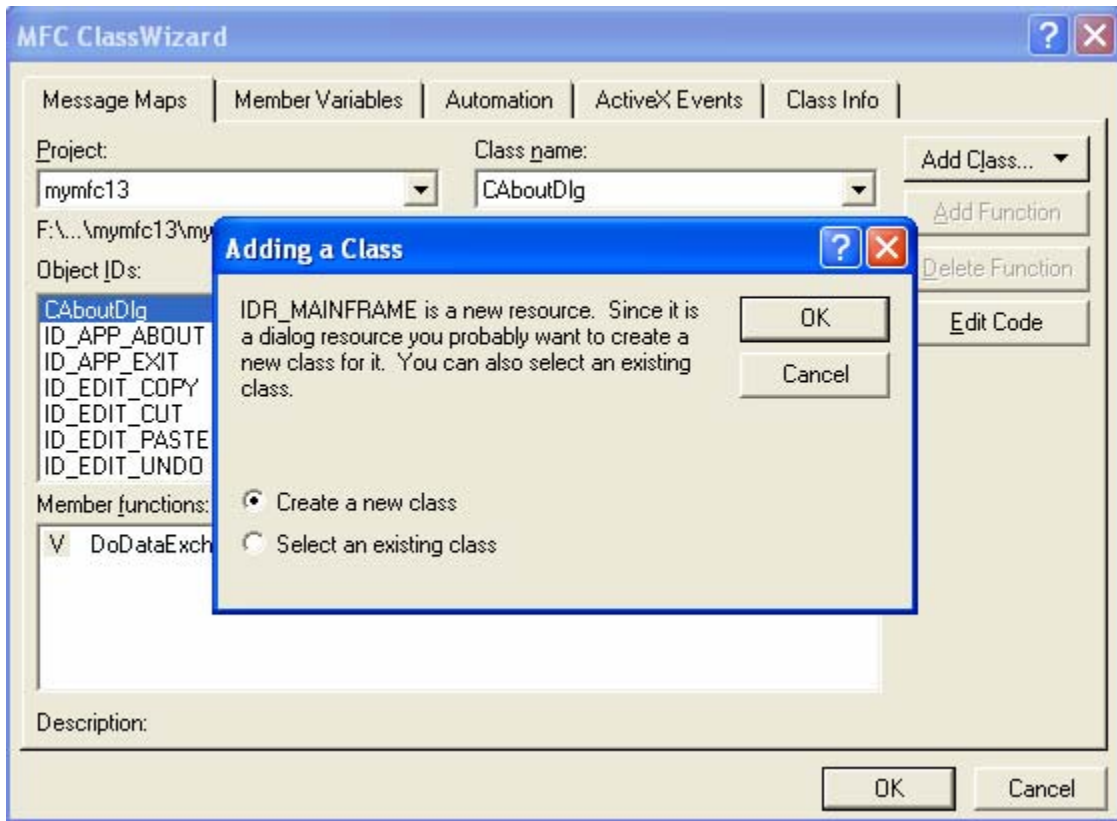 MFC ClassWizard
Message Maps Member Variables Automation ActiveX Events Class Info
Project: Class name:
mymfc13 CAboutDlg
Add Class...
Add Function
Delete Function
Edit Code
F:\...\mymfc13\my
Object IDs:
CAboutDlg
ID_APP_ABOUT
ID_APP_EXIT
ID_EDIT_COPY
ID_EDIT_CUT
ID_EDIT_PASTE
ID_EDIT_UNDO
Member functions:
V DoDataExch
Adding a Class
IDR_MAINFRAME is a new resource. Since it is
a dialog resource you probably want to create a
new class for it. You can also select an existing
class.
OK
Cancel
Create a new class
Select an existing class
Description:
OK Cancel